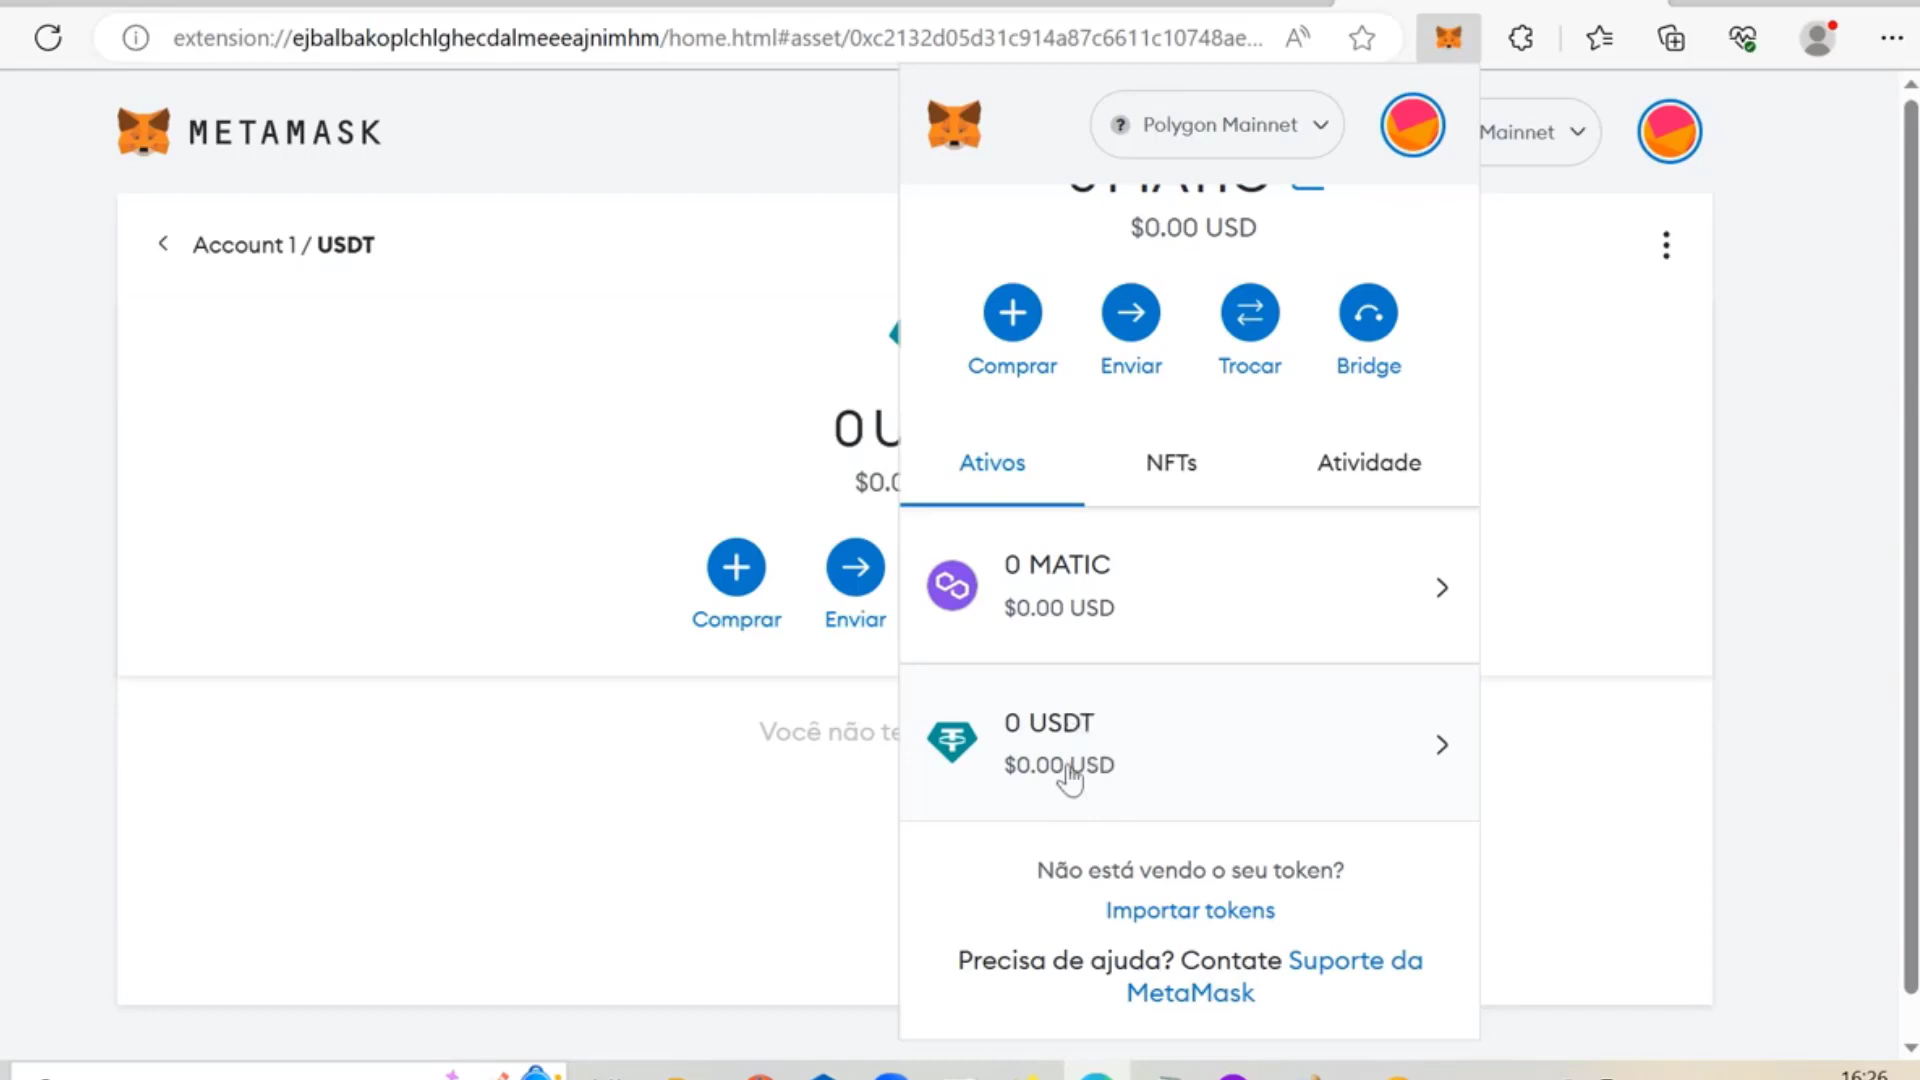 extension://ejbalbakoplchlghecdalmeeeajnimhm/home.html#asset/0xc2132d05d31c914a87c6611c10748ae...
METAMASK
Polygon Mainnet
Mainnet
Account 1 / USDT
$0.00 USD
Comprar
Enviar
Trocar
Bridge
0 U
$0.0
Comprar
Enviar
Ativos
NFTs
Atividade
0 MATIC
$0.00 USD
0 USDT
$0.00 USD
Você não te
Não está vendo o seu token?
Importar tokens
Precisa de ajuda? Contate Suporte da
MetaMask
16:26